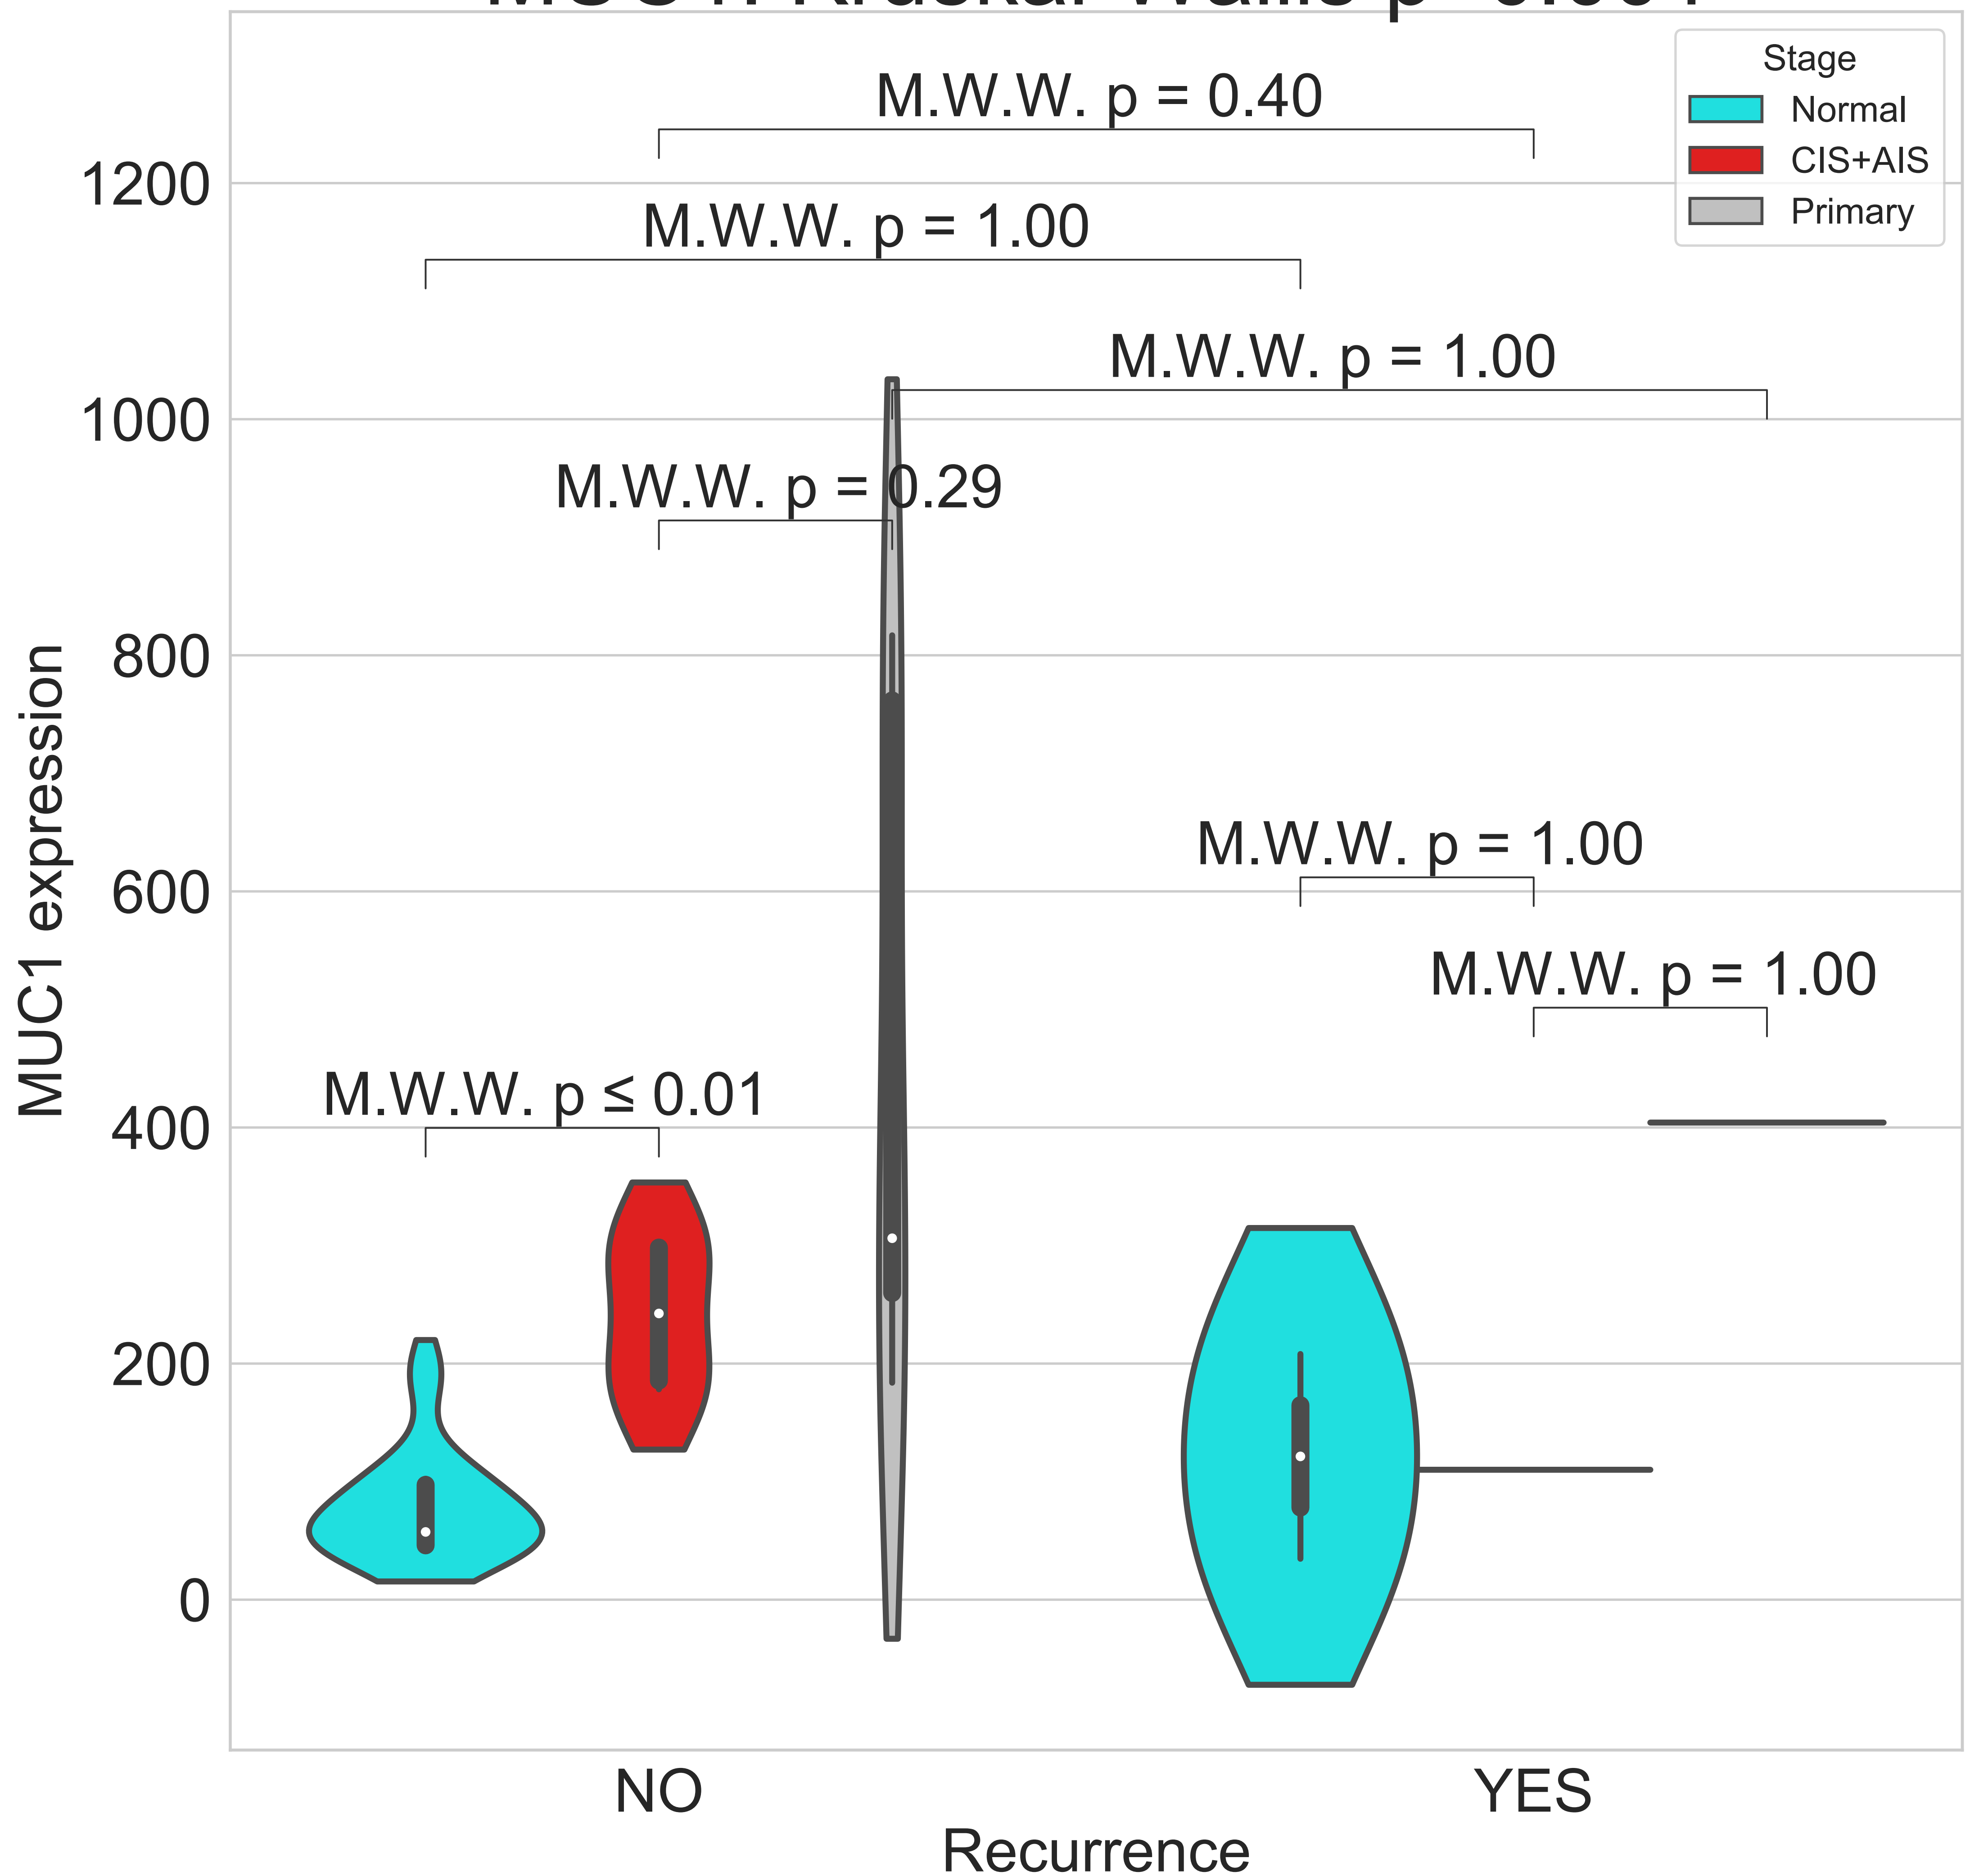 Stage
Normal
CIS+AIS
Primary
M.W.W. p = 0.40
M.W.W. p = 1.00
M.W.W. p = 1.00
M.W.W. p = 0.29
M.W.W. p = 1.00
M.W.W. p = 1.00
M.W.W. p ≤ 0.01
1200
1000
800
600
400
200
0
MUC1 expression
NO
YES
Recurrence